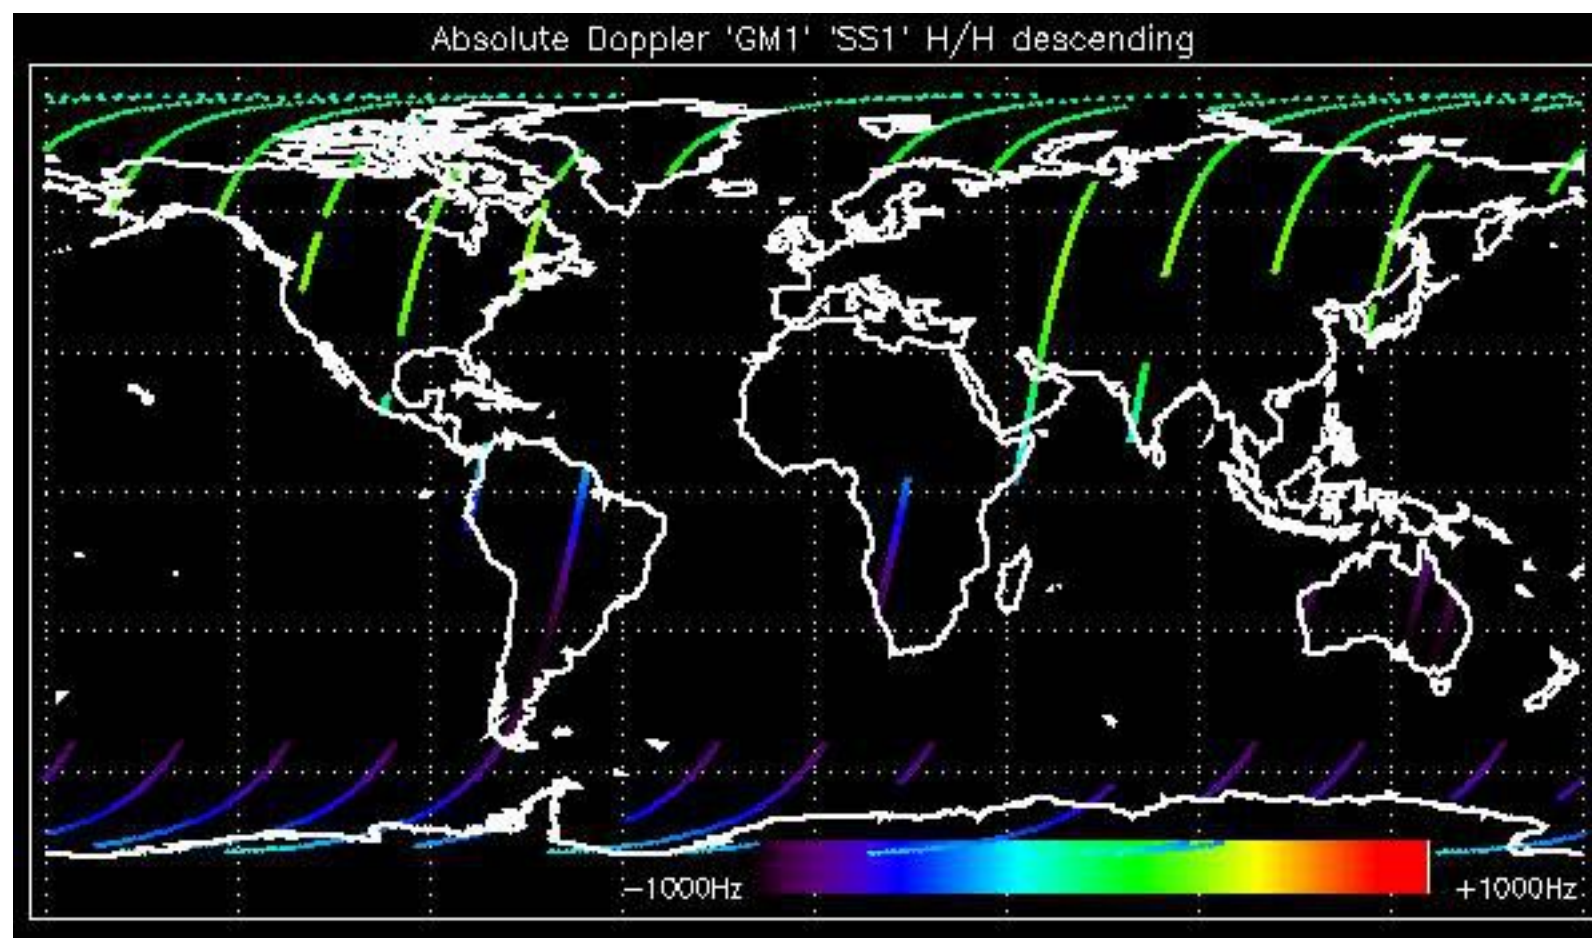 Absolute Doppler 'GM1' 'SS1' H/H descending
-1000Hz
+1000Hz